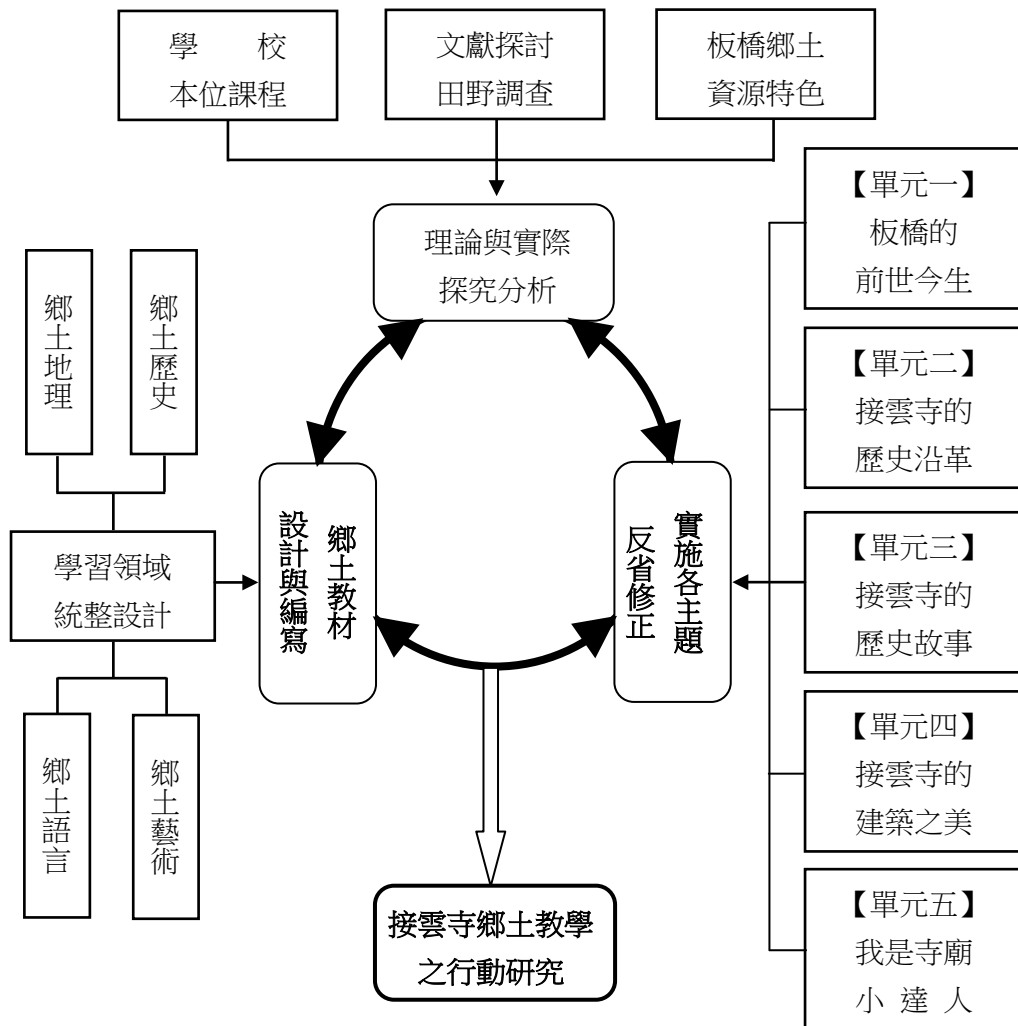 學 校
本位課程
文獻探討
田野調查
板橋鄉土
資源特色
理論與實際
探究分析
鄉土地理
鄉土歷史
學習領域
統整設計
鄉土語言
鄉土藝術
鄉土教材
設計與編寫
實施各主題
反省修正
接雲寺鄉土教學
之行動研究
【單元一】
板橋的
前世今生
【單元二】
接雲寺的
歷史沿革
【單元三】
接雲寺的
歷史故事
【單元四】
接雲寺的
建築之美
【單元五】
我是寺廟
小 達 人